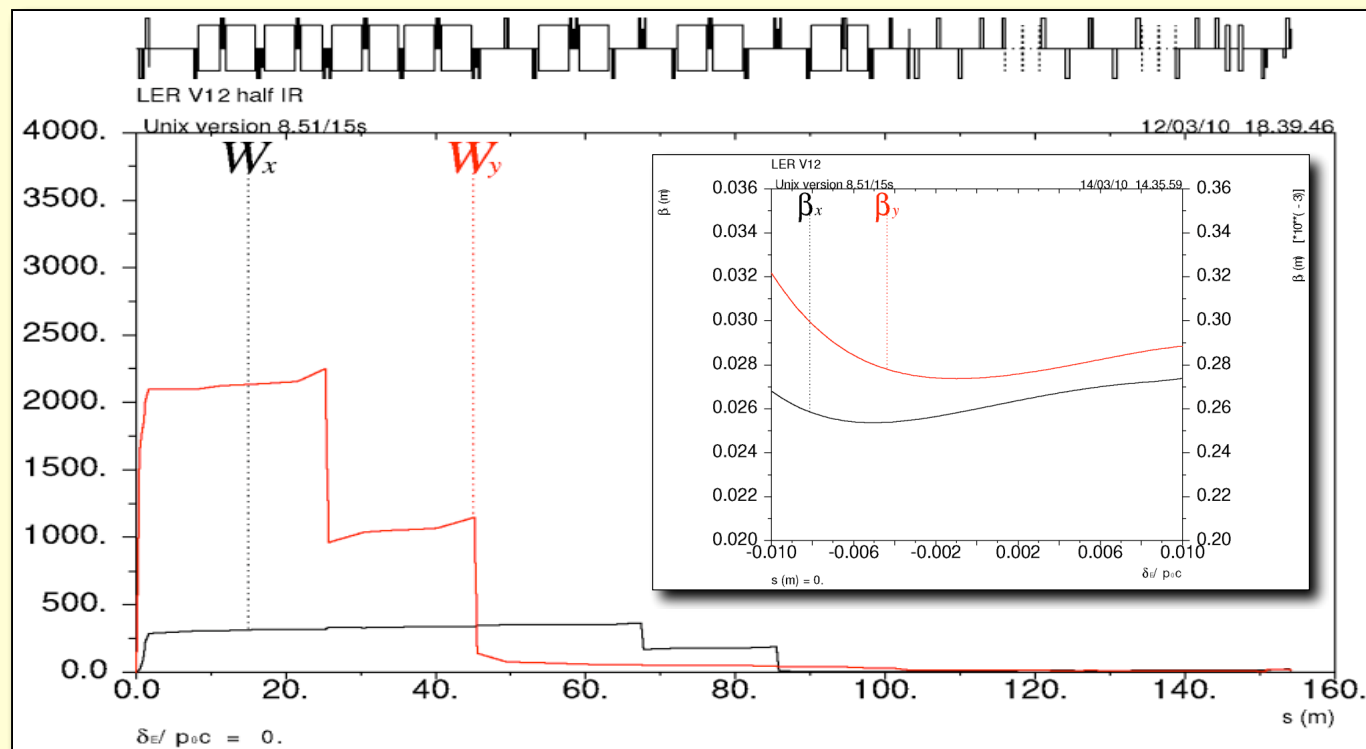 LER V12 half IR
Unix version 8.51/15s 12/03/10 18.39.46
4000.
3500.
3000.
2500.
2000.
1500.
1000.
500.
0.0
Wx
Wy
0.0 20. 40. 60. 80. 100. 120. 140. 160.
s (m)
δE/ p0c = 0.
LER V12
Unix version 8.51/15s 14/03/10 14.35.59
β (m)
0.036
0.034
0.032
0.030
0.028
0.026
0.024
0.022
0.020
βx
βy
0.36
0.34
0.32
0.30
0.28
0.26
0.24
0.22
0.20
β (m) [*10**( - 3)]
-0.010 -0.006 -0.002 0.002 0.006 0.010
δE/ p0c
s (m) = 0.